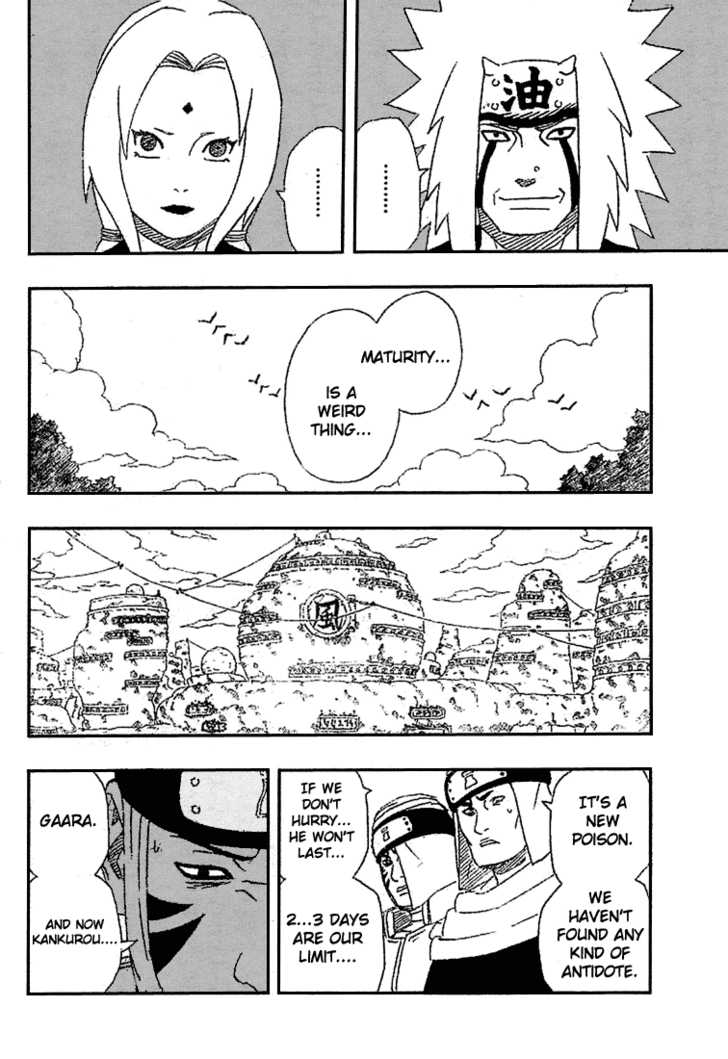 油
........
........
MATURITY...
IS A
WEIRD
THING...
風
IT'S A
NEW
POISON.
WE
HAVEN'T
FOUND ANY
KIND OF
ANTIDOTE.
IF WE
DON'T
HURRY...
HE WON'T
LAST...
2...3 DAYS
ARE OUR
LIMIT....
GAARA.
AND NOW
KANKUROU....